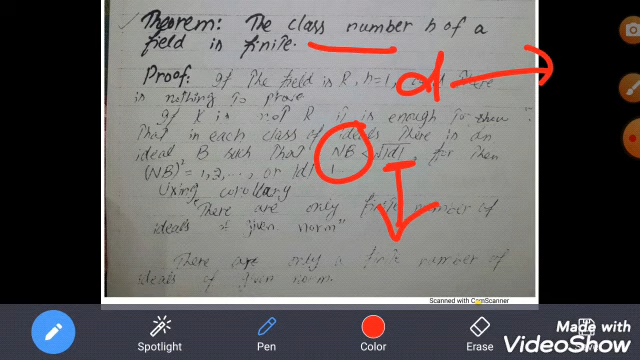 Theorem: The class number h of a
field is finite.
Proof: If The field is R, h=1, There
is nothing to prove
If R is not R it is enough to show
That in each class of ideals There is an
ideal B such that NB < √|d|, for then
(NB)² = 1,2,..., or |d| 1
Using corollary
"There are only finite number of
ideals of given norm"
There are only a finite number of
ideals of given norm
d
Scanned with CamScanner
Spotlight
Pen
Color
Erase
Made with
VideoShow